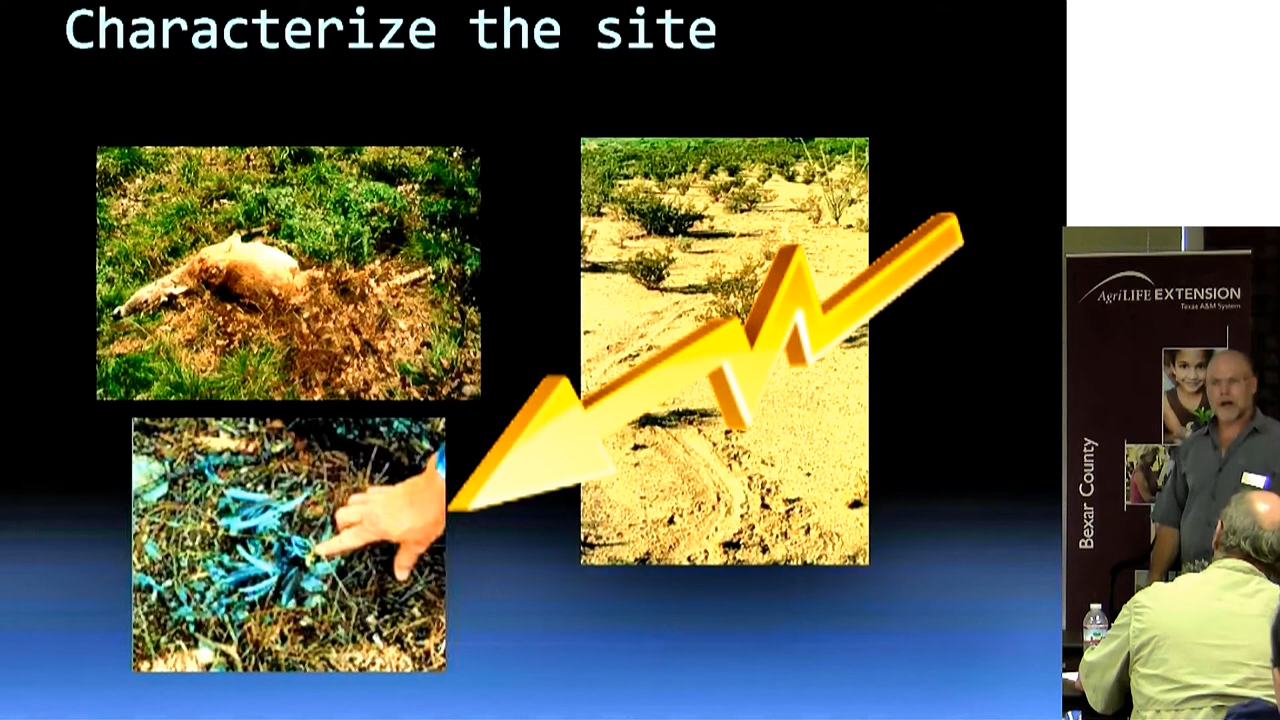 Characterize the site
AgriLIFE EXTENSION
Texas A&M System
Bexar County